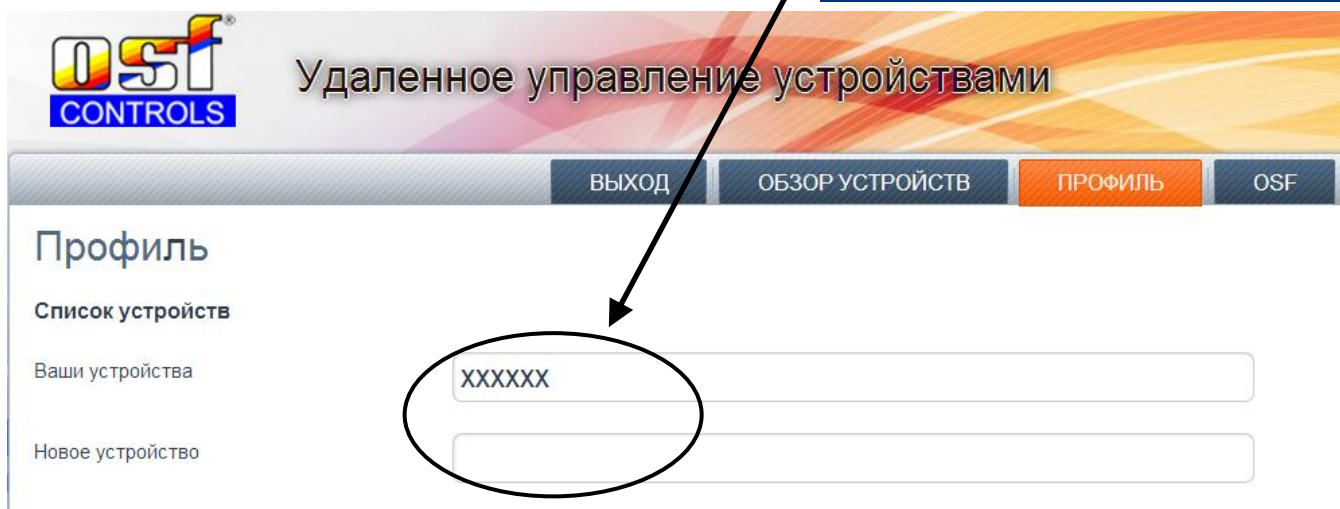 osf®
CONTROLS
Удаленное управление устройствами
ВЫХОД ОБЗОР УСТРОЙСТВ ПРОФИЛЬ OSF
Профиль
Список устройств
Ваши устройства XXXXXX
Новое устройство